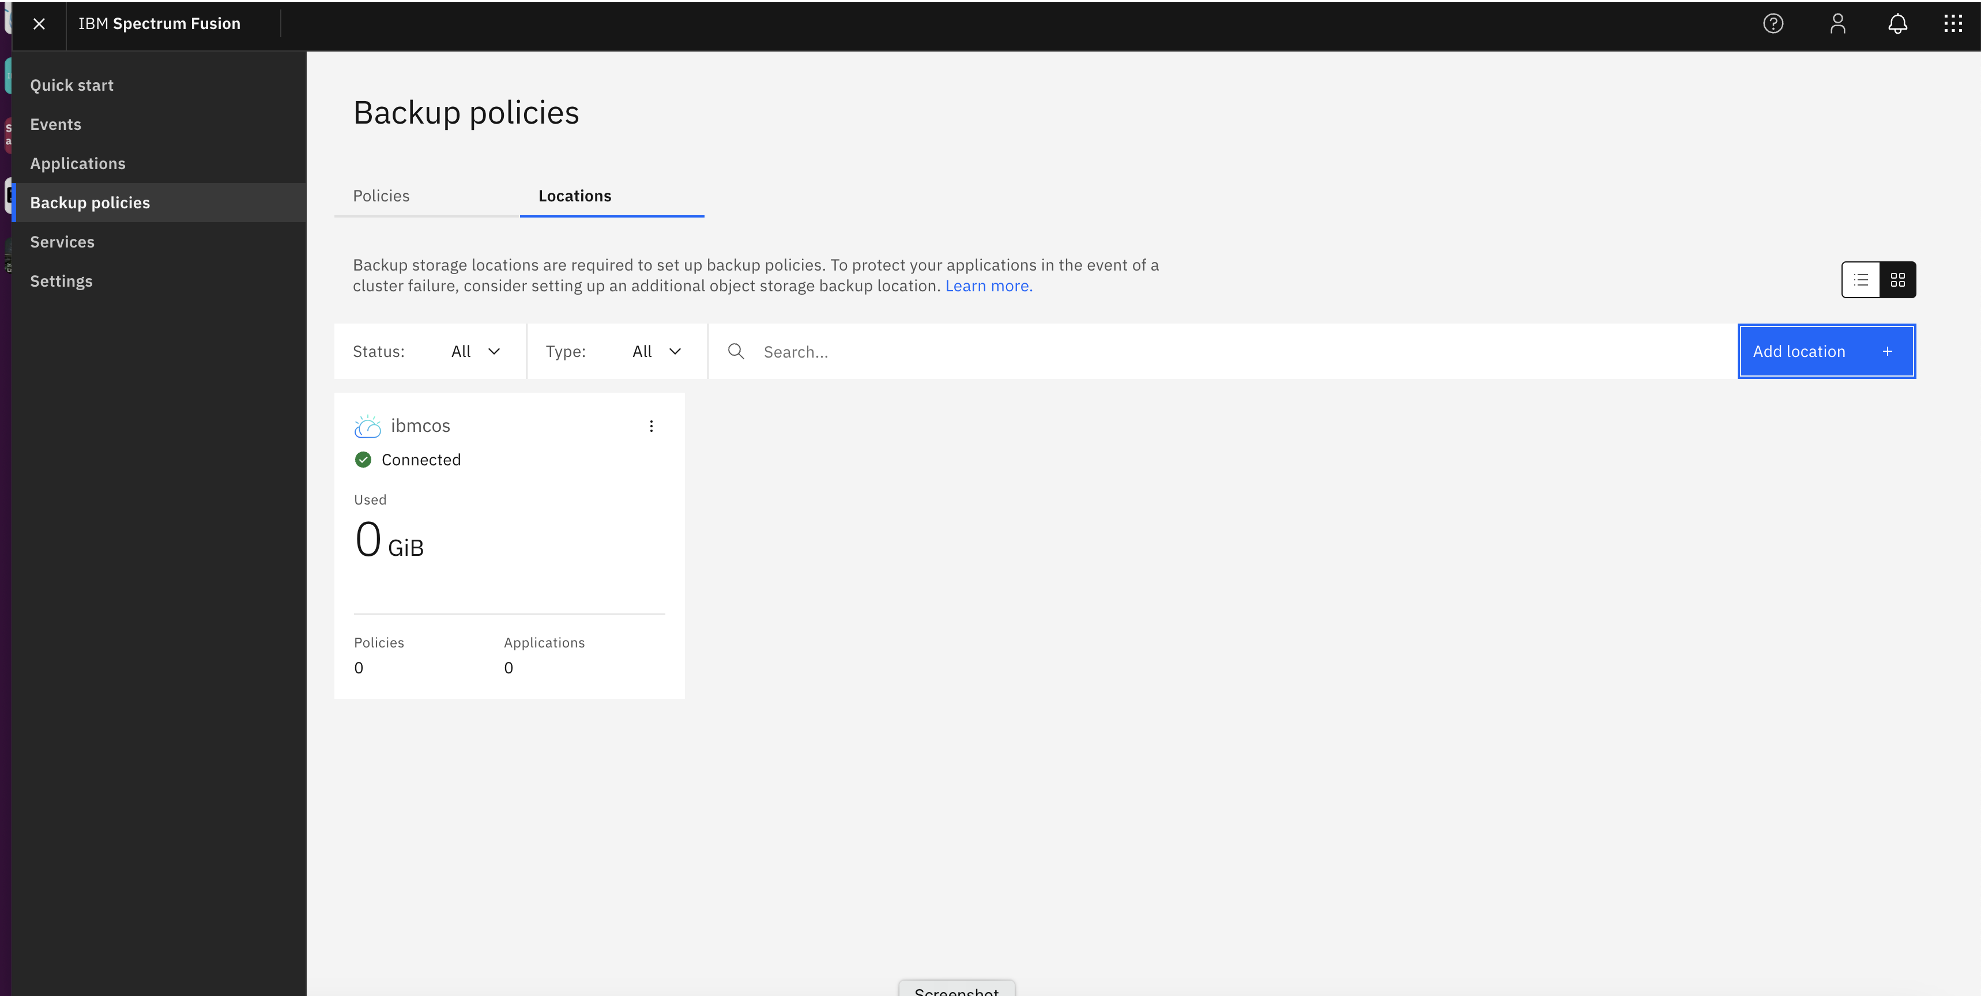 IBM Spectrum Fusion
Quick start
Events
Applications
Backup policies
Services
Settings
Backup policies
Policies
Locations
Backup storage locations are required to set up backup policies. To protect your applications in the event of a
cluster failure, consider setting up an additional object storage backup location. Learn more.
Status: All
Type: All
Search...
Add location +
ibmcos
Connected
Used
0 GiB
Policies
Applications
0
0
Screenshot